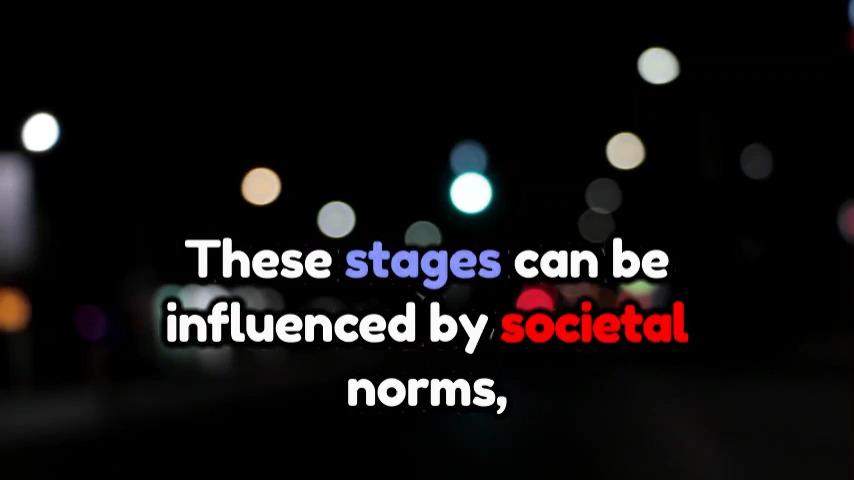 These stages can be
influenced by societal
norms,